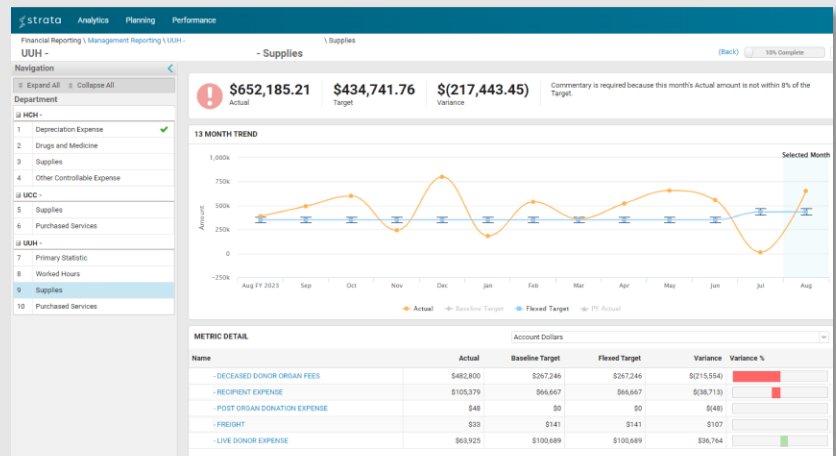 strata Analytics Planning Performance
Financial Reporting \ Management Reporting \ UUH - \ Supplies
UUH - - Supplies
(Back) 10% Complete
Navigation
Expand All Collapse All
Department
HCH -
1 Depreciation Expense
2 Drugs and Medicine
3 Supplies
4 Other Controllable Expense
UCC -
5 Supplies
6 Purchased Services
UUH -
7 Primary Statistic
8 Worked Hours
9 Supplies
10 Purchased Services
$652,185.21 $434,741.76 $(217,443.45)
Actual Target Variance
Commentary is required because this month's Actual amount is not within 8% of the
Target.
13 MONTH TREND
Selected Month
1,000k
750k
500k
250k
0
-250k
Amount
Aug FY 2023 Sep Oct Nov Dec Jan Feb Mar Apr May Jun Jul Aug
Actual Baseline Target Flexed Target PY Actual
METRIC DETAIL Account Dollars
Name Actual Baseline Target Flexed Target Variance Variance %
- DECEASED DONOR ORGAN FEES $482,800 $267,246 $267,246 $(215,554)
- RECIPIENT EXPENSE $105,379 $66,667 $66,667 $(38,713)
- POST ORGAN DONATION EXPENSE $48 $0 $0 $(48)
- FREIGHT $33 $141 $141 $107
- LIVE DONOR EXPENSE $63,925 $100,689 $100,689 $36,764